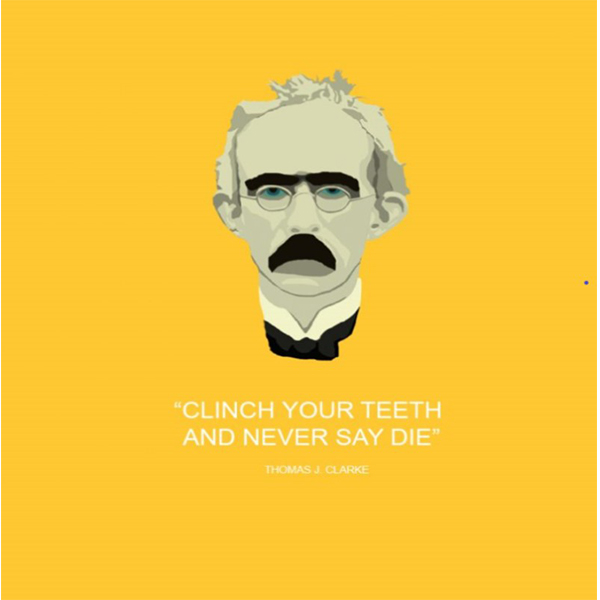 “CLINCH YOUR TEETH
AND NEVER SAY DIE”
THOMAS J. CLARKE